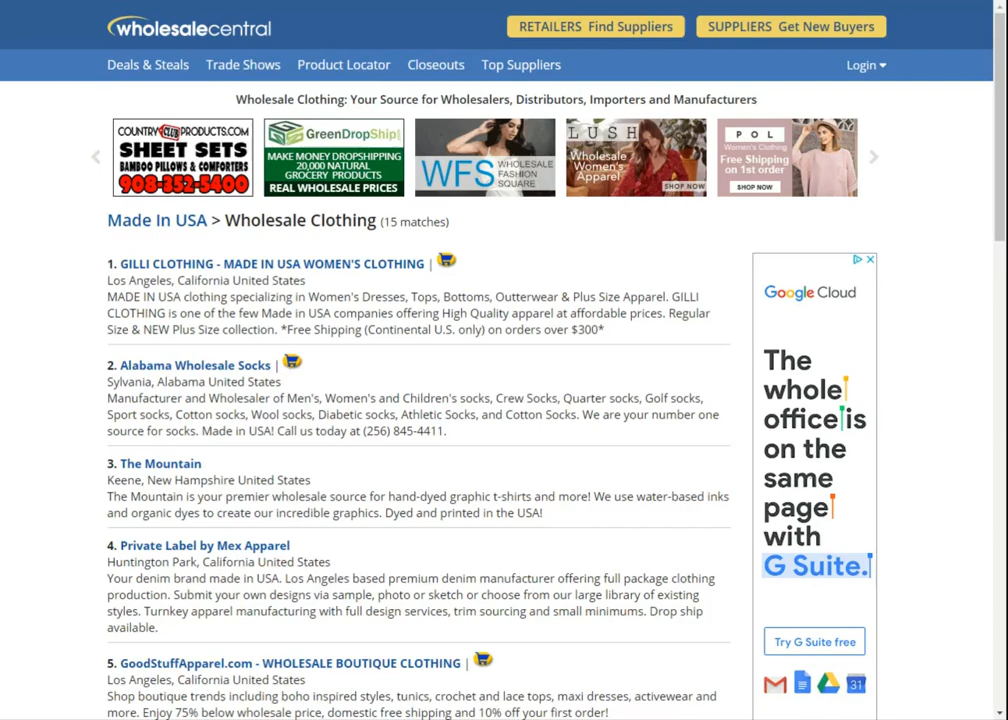 wholesalecentral
RETAILERS Find Suppliers
SUPPLIERS Get New Buyers
Deals & Steals
Trade Shows
Product Locator
Closeouts
Top Suppliers
Login
Wholesale Clothing: Your Source for Wholesalers, Distributors, Importers and Manufacturers
COUNTRY CLUB PRODUCTS.COM
SHEET SETS
BAMBOO PILLOWS & COMFORTERS
908-352-5400
GreenDropShip
MAKE MONEY DROPSHIPPING
20,000 NATURAL
GROCERY PRODUCTS
REAL WHOLESALE PRICES
WFS WHOLESALE
FASHION
SQUARE
LUSH
Wholesale
Women's
Apparel
SHOP NOW
POL
Women's Clothing
Free Shipping
on 1st order
SHOP NOW
Made In USA > Wholesale Clothing (15 matches)
1. GILLI CLOTHING - MADE IN USA WOMEN'S CLOTHING |
Los Angeles, California United States
MADE IN USA clothing specializing in Women's Dresses, Tops, Bottoms, Outerwear & Plus Size Apparel. GILLI
CLOTHING is one of the few Made in USA companies offering High Quality apparel at affordable prices. Regular
Size & NEW Plus Size collection. *Free Shipping (Continental U.S. only) on orders over $300*
2. Alabama Wholesale Socks |
Sylvania, Alabama United States
Manufacturer and Wholesaler of Men's, Women's and Children's socks, Crew Socks, Quarter socks, Golf socks,
Sport socks, Cotton socks, Wool socks, Diabetic socks, Athletic Socks, and Cotton Socks. We are your number one
source for socks. Made in USA! Call us today at (256) 845-4411.
3. The Mountain
Keene, New Hampshire United States
The Mountain is your premier wholesale source for hand-dyed graphic t-shirts and more! We use water-based inks
and organic dyes to create our incredible graphics. Dyed and printed in the USA!
4. Private Label by Mex Apparel
Huntington Park, California United States
Your denim brand made in USA. Los Angeles based premium denim manufacturer offering full package clothing
production. Submit your own designs via sample, photo or sketch or choose from our large library of existing
styles. Turnkey apparel manufacturing with full design services, trim sourcing and small minimums. Drop ship
available.
5. GoodStuffApparel.com - WHOLESALE BOUTIQUE CLOTHING |
Los Angeles, California United States
Shop boutique trends including boho inspired styles, tunics, crochet and lace tops, maxi dresses, activewear and
more. Enjoy 75% below wholesale price, domestic free shipping and 10% off your first order!
Google Cloud
The
whole
office is
on the
same
page
with
G Suite.
Try G Suite free
31